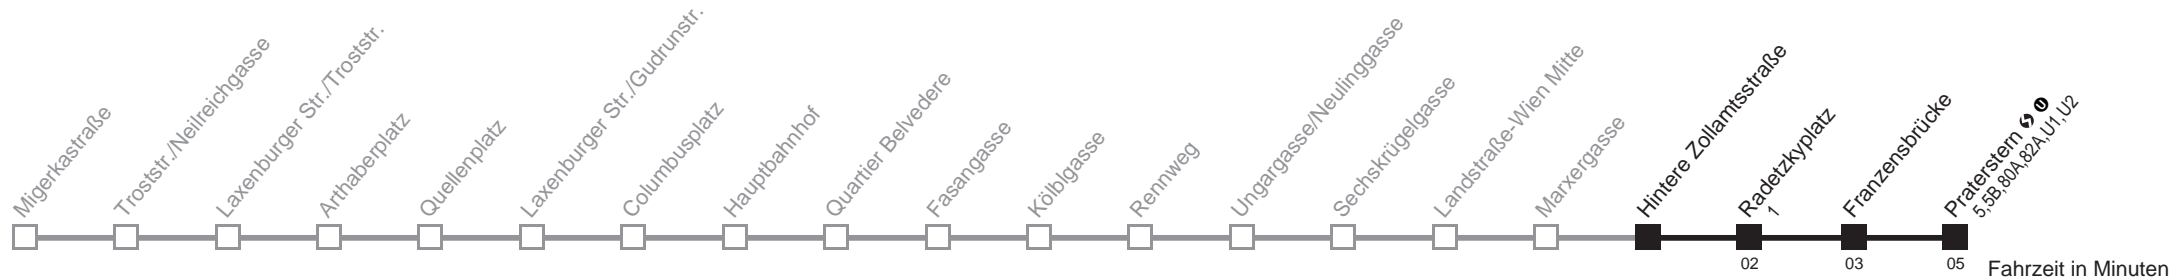 Migerkastraße
Troststr./Neilreichgasse
Laxenburger Str./Troststr.
Arthaberplatz
Quellenplatz
Laxenburger Str./Gudrunstr.
Columbusplatz
Hauptbahnhof
Quartier Belvedere
Fasangasse
Kölblgasse
Rennweg
Ungargasse/Neulinggasse
Sechskrügelgasse
Landstraße-Wien Mitte
Marxergasse
Hintere Zollamtsstraße
Radetzkyplatz
1
Franzensbrücke
Praterstern S U
5,5B,80A,82A,U1,U2
02
03
05
Fahrzeit in Minuten